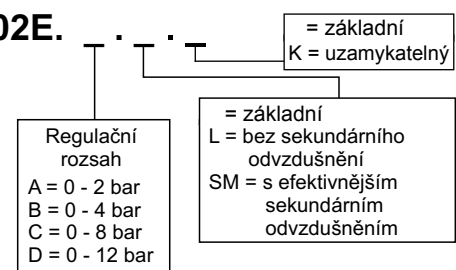 02E. _ . _ . _
= základní
K = uzamykatelný
= základní
L = bez sekundárního
odvzdušnění
SM = s efektivnějším
sekundárním
odvzdušněním
Regulační
rozsah
A = 0 - 2 bar
B = 0 - 4 bar
C = 0 - 8 bar
D = 0 - 12 bar